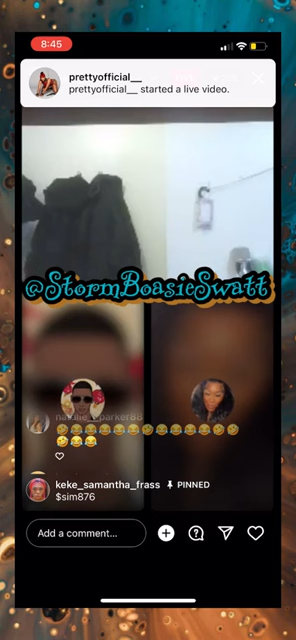 8:45
prettyofficial__
prettyofficial__ started a live video.
@StormBoasieSwatt
keke_samantha_frass PINNED
$sim876
Add a comment...